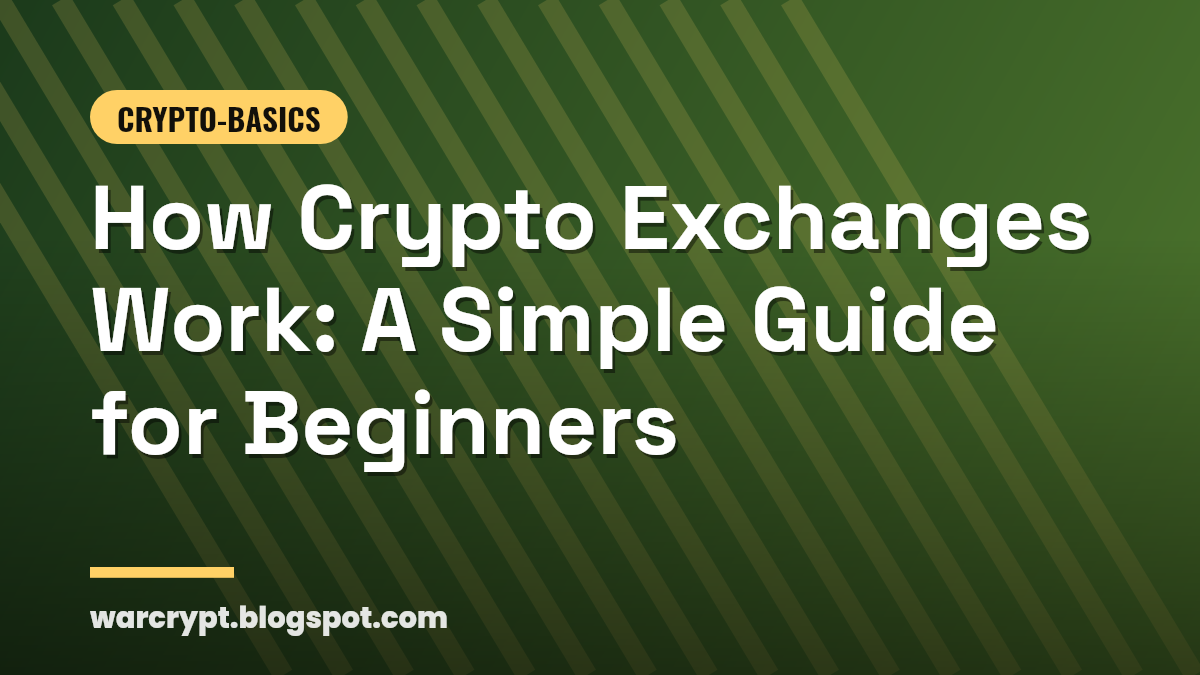 CRYPTO-BASICS
How Crypto Exchanges
Work: A Simple Guide
for Beginners
warcrypt.blogspot.com